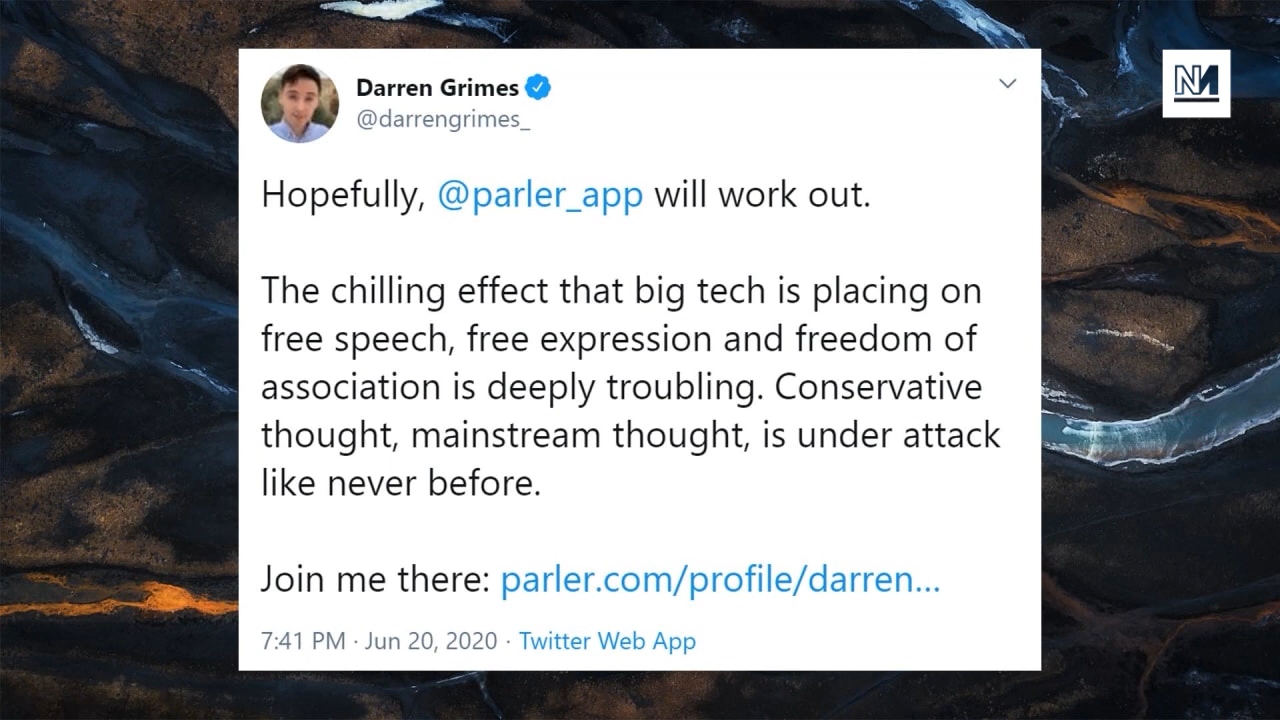 Darren Grimes
@darrengrimes_
NM
Hopefully, @parler_app will work out.
The chilling effect that big tech is placing on
free speech, free expression and freedom of
association is deeply troubling. Conservative
thought, mainstream thought, is under attack
like never before.
Join me there: parler.com/profile/darren...
7:41 PM · Jun 20, 2020 · Twitter Web App